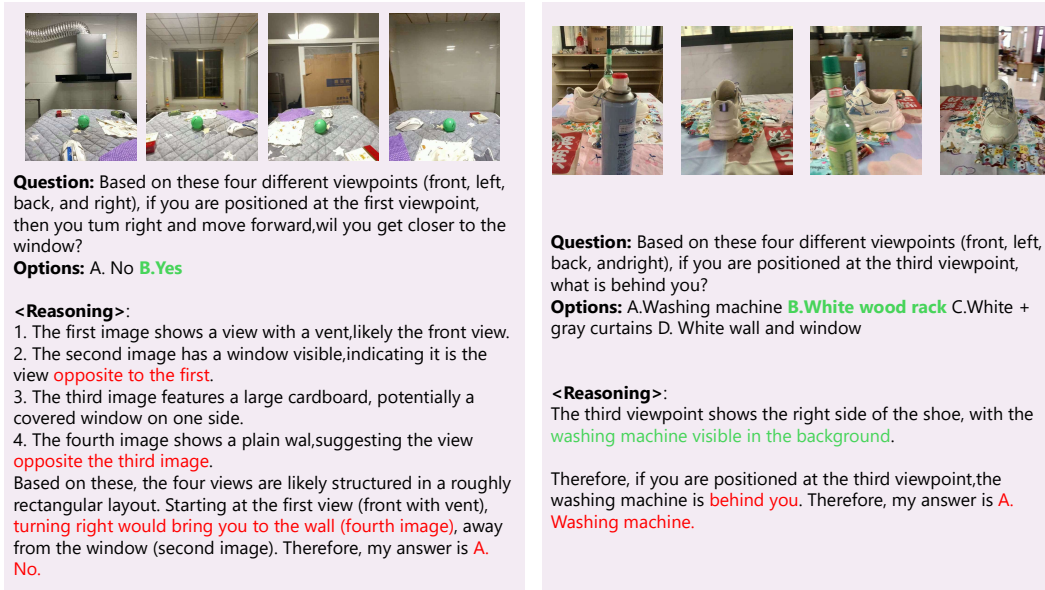 Question: Based on these four different viewpoints (front, left,
back, and right), if you are positioned at the first viewpoint,
then you tum right and move forward,wil you get closer to the
window?
Options: A. No B.Yes
<Reasoning>:
1. The first image shows a view with a vent,likely the front view.
2. The second image has a window visible,indicating it is the
view opposite to the first.
3. The third image features a large cardboard, potentially a
covered window on one side.
4. The fourth image shows a plain wal,suggesting the view
opposite the third image.
Based on these, the four views are likely structured in a roughly
rectangular layout. Starting at the first view (front with vent),
turning right would bring you to the wall (fourth image), away
from the window (second image). Therefore, my answer is A.
No.
Question: Based on these four different viewpoints (front, left,
back, andright), if you are positioned at the third viewpoint,
what is behind you?
Options: A.Washing machine B.White wood rack C.White +
gray curtains D. White wall and window
<Reasoning>:
The third viewpoint shows the right side of the shoe, with the
washing machine visible in the background.
Therefore, if you are positioned at the third viewpoint,the
washing machine is behind you. Therefore, my answer is A.
Washing machine.